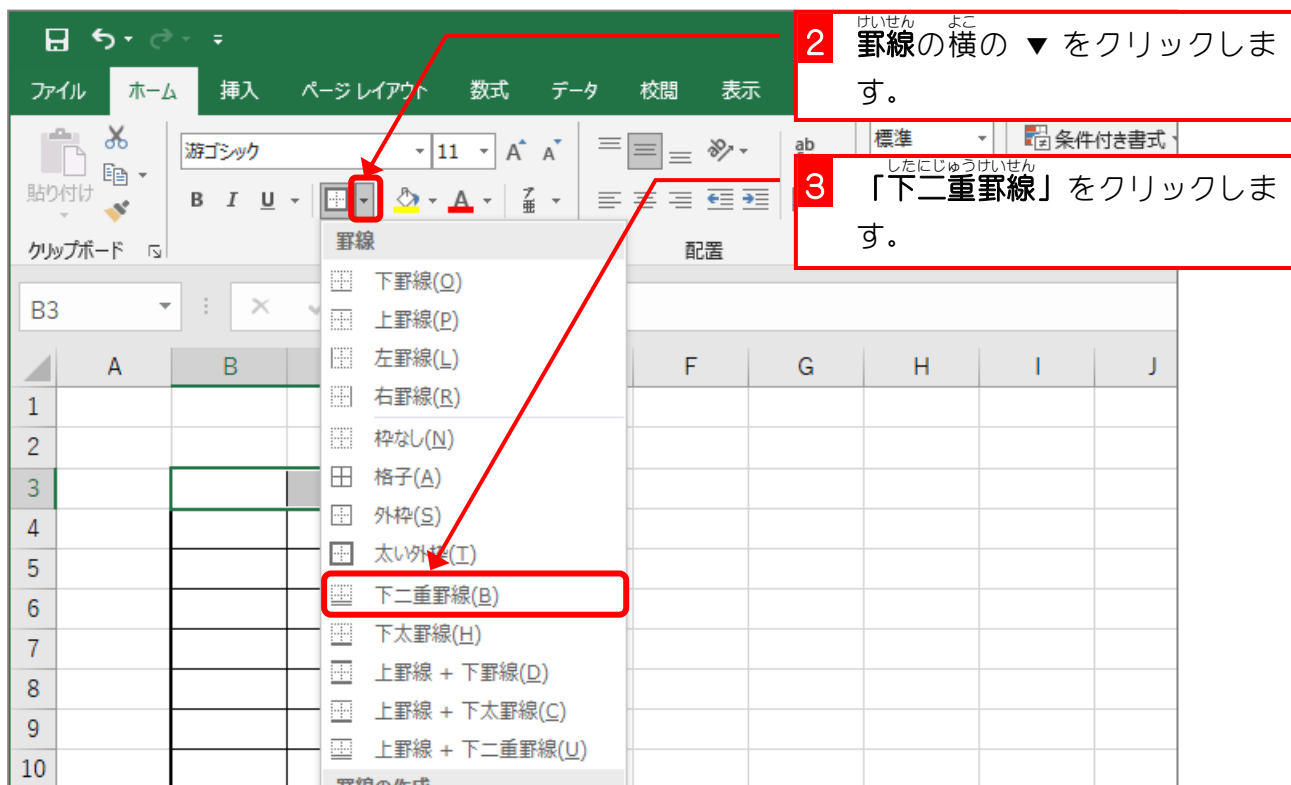 2 罫線の横の ▼ をクリックしま
けいせん よこ
す。
ファイル ホーム 挿入 ページ レイアウト 数式 データ 校閲 表示
貼り付け
游ゴシック 11 A A ab 標準 条件付き書式
B I U A ア亜
クリップボード 配置
3 「下二重罫線」をクリックしま
したにじゅうけいせん
す。
B3
罫線
下罫線(O)
上罫線(P)
左罫線(L)
右罫線(R)
枠なし(N)
格子(A)
外枠(S)
太い外枠(T)
下二重罫線(B)
下太罫線(H)
上罫線 + 下罫線(D)
上罫線 + 下太罫線(C)
上罫線 + 下二重罫線(U)
罫線の作成
A B F G H I J
1
2
3
4
5
6
7
8
9
10